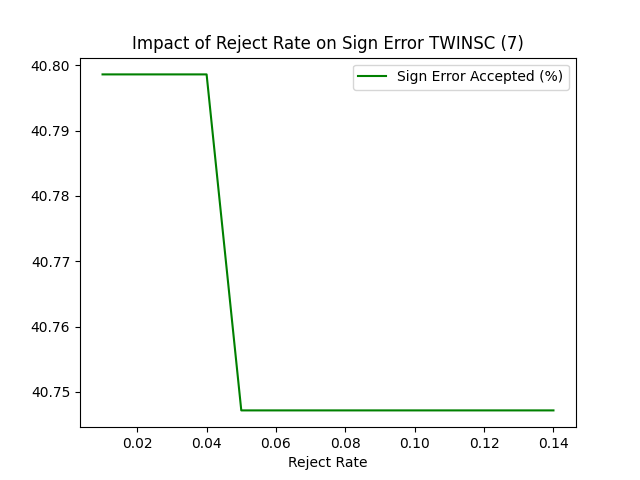 Impact of Reject Rate on Sign Error TWINSC (7)
Sign Error Accepted (%)
40.80
40.79
40.78
40.77
40.76
40.75
0.02 0.04 0.06 0.08 0.10 0.12 0.14
Reject Rate